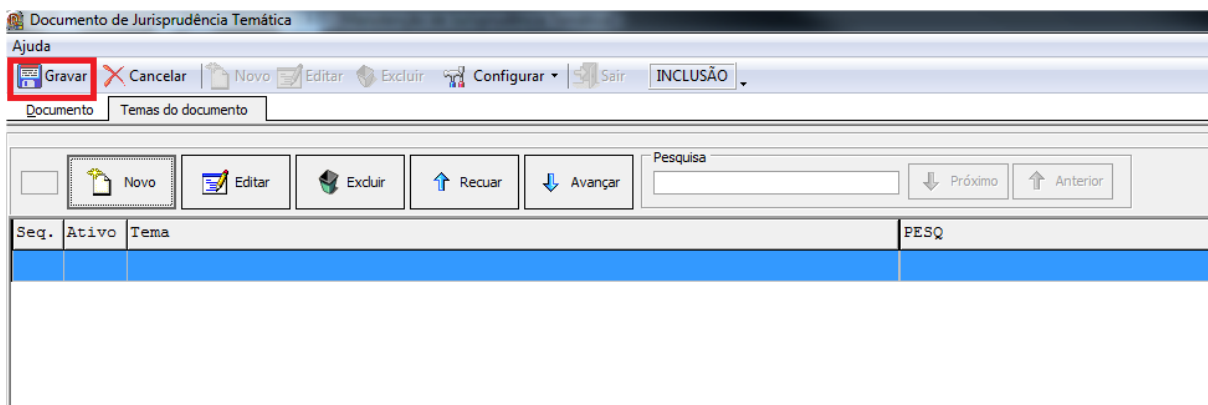 Documento de Jurisprudência Temática
Ajuda
Gravar Cancelar Novo Editar Excluir Configurar Sair INCLUSÃO
Documento Temas do documento
Pesquisa
Novo Editar Excluir Recuar Avançar Próximo Anterior
Seq. Ativo Tema PESQ